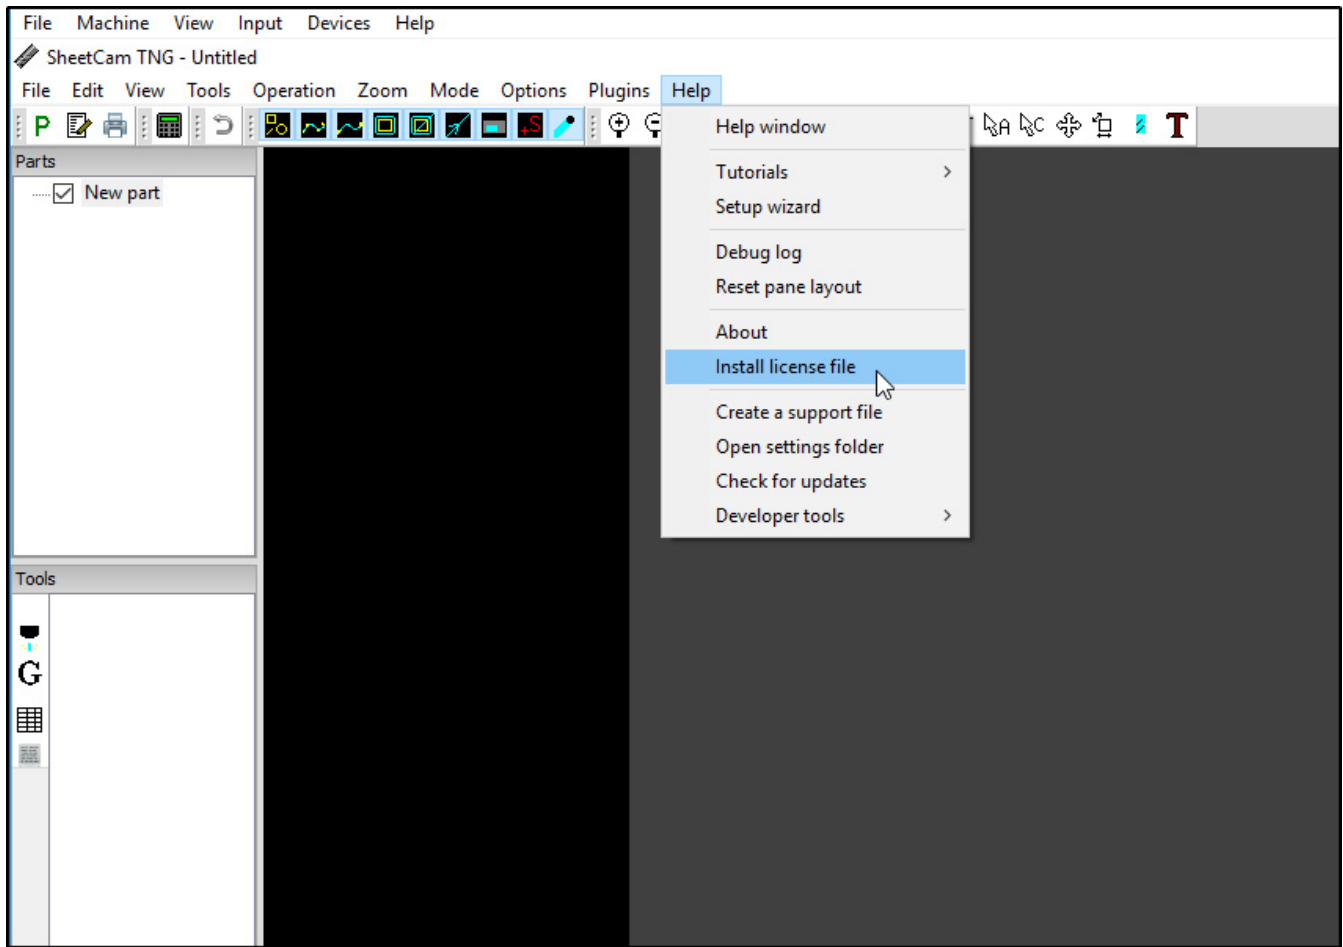 File Machine View Input Devices Help
SheetCam TNG - Untitled
File Edit View Tools Operation Zoom Mode Options Plugins Help
P +S A C T
Parts
New part
Help window
Tutorials
Setup wizard
Debug log
Reset pane layout
About
Install license file
Create a support file
Open settings folder
Check for updates
Developer tools
Tools
G